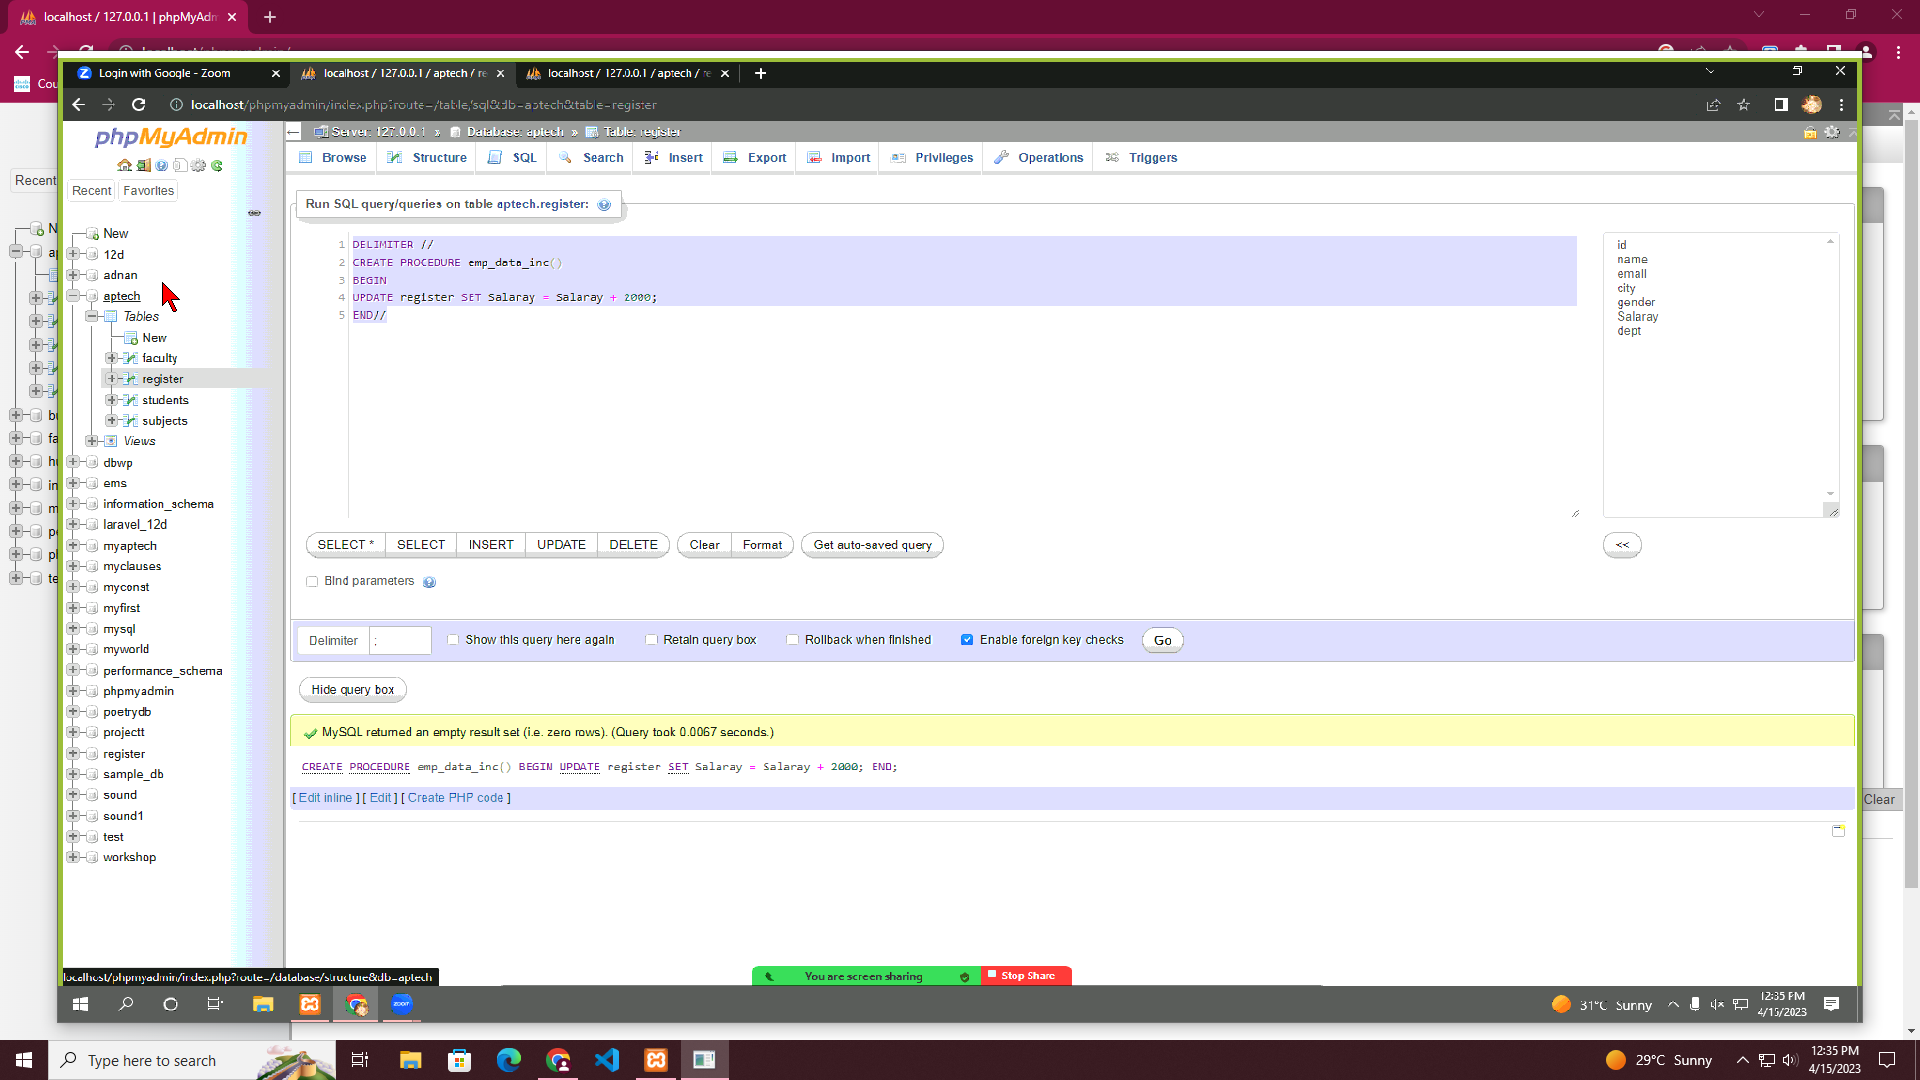 localhost / 127.0.0.1 | phpMyAdm
Cou
Recent
Login with Google - Zoom
localhost / 127.0.0.1 / aptech / re
localhost / 127.0.0.1 / aptech / re
localhost/phpmyadmin/index.php?route=/table/sql&db=aptech&table=register
phpMyAdmin
Recent
Favorites
New
12d
adnan
aptech
Tables
New
faculty
register
students
subjects
Views
dbwp
ems
information_schema
laravel_12d
myaptech
myclauses
myconst
myfirst
mysql
myworld
performance_schema
phpmyadmin
poetrydb
projectt
register
sample_db
sound
sound1
test
workshop
Server: 127.0.0.1 » Database: aptech » Table: register
Browse
Structure
SQL
Search
Insert
Export
Import
Privileges
Operations
Triggers
Run SQL query/queries on table aptech.register:
1 DELIMITER //
2 CREATE PROCEDURE emp_data_inc()
3 BEGIN
4 UPDATE register SET Salaray = Salaray + 2000;
5 END//
id
name
email
city
gender
Salaray
dept
SELECT *
SELECT
INSERT
UPDATE
DELETE
Clear
Format
Get auto-saved query
<<
Bind parameters
Delimiter ;
Show this query here again
Retain query box
Rollback when finished
Enable foreign key checks
Go
Hide query box
MySQL returned an empty result set (i.e. zero rows). (Query took 0.0067 seconds.)
CREATE PROCEDURE emp_data_inc() BEGIN UPDATE register SET Salaray = Salaray + 2000; END;
[ Edit inline ] [ Edit ] [ Create PHP code ]
Clear
localhost/phpmyadmin/index.php?route=/database/structure&db=aptech
You are screen sharing
Stop Share
zoom
31°C Sunny
12:35 PM
4/15/2023
Type here to search
29°C Sunny
12:35 PM
4/15/2023